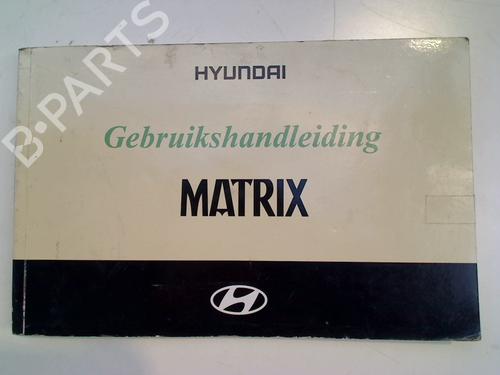 B-PARTS
HYUNDAI
Gebruikshandleiding
MATRIX